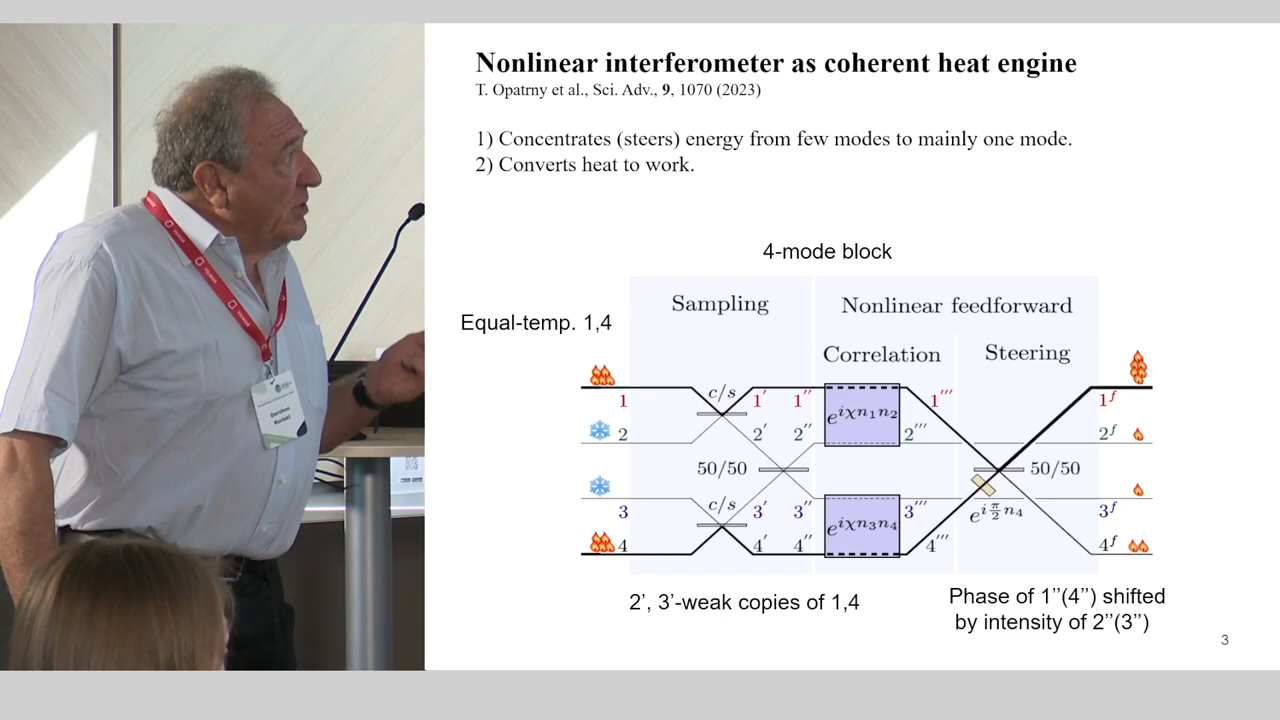 Nonlinear interferometer as coherent heat engine
T. Opatrny et al., Sci. Adv., 9, 1070 (2023)
1) Concentrates (steers) energy from few modes to mainly one mode.
2) Converts heat to work.
4-mode block
Sampling
Nonlinear feedforward
Equal-temp. 1,4
Correlation
Steering
c/s
1 1′ 1′′ 1′′′ 1ᶠ
e^{iχn₁n₂}
2 2′ 2′′ 2′′′ 2ᶠ
50/50 50/50
c/s
3 3′ 3′′ 3′′′ 3ᶠ
e^{i\frac{π}{2}n₄}
e^{iχn₃n₄}
4 4′ 4′′ 4′′′ 4ᶠ
2’, 3’-weak copies of 1,4
Phase of 1’’(4’’) shifted
by intensity of 2’’(3’’)
3
Gershon
Kurizki